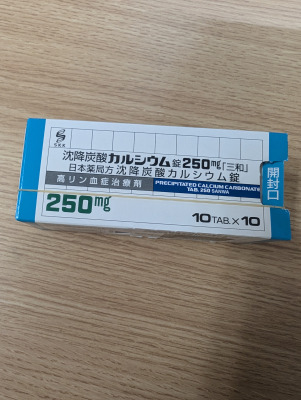 SKK
沈降炭酸カルシウム錠250mg「三和」
日本薬局方 沈降炭酸カルシウム錠
高リン血症治療剤
PRECIPITATED CALCIUM CARBONATE
TAB. 250 SANWA
開封口
250mg
10TAB.×10